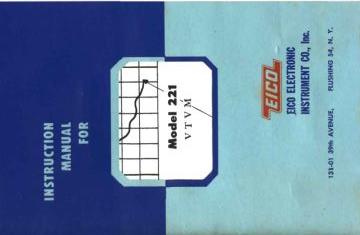 INSTRUCTION
MANUAL
FOR
Model 221
V T V M
EICO
EICO ELECTRONIC
INSTRUMENT CO., Inc.
131-01 39th AVENUE, FLUSHING 54, N. Y.